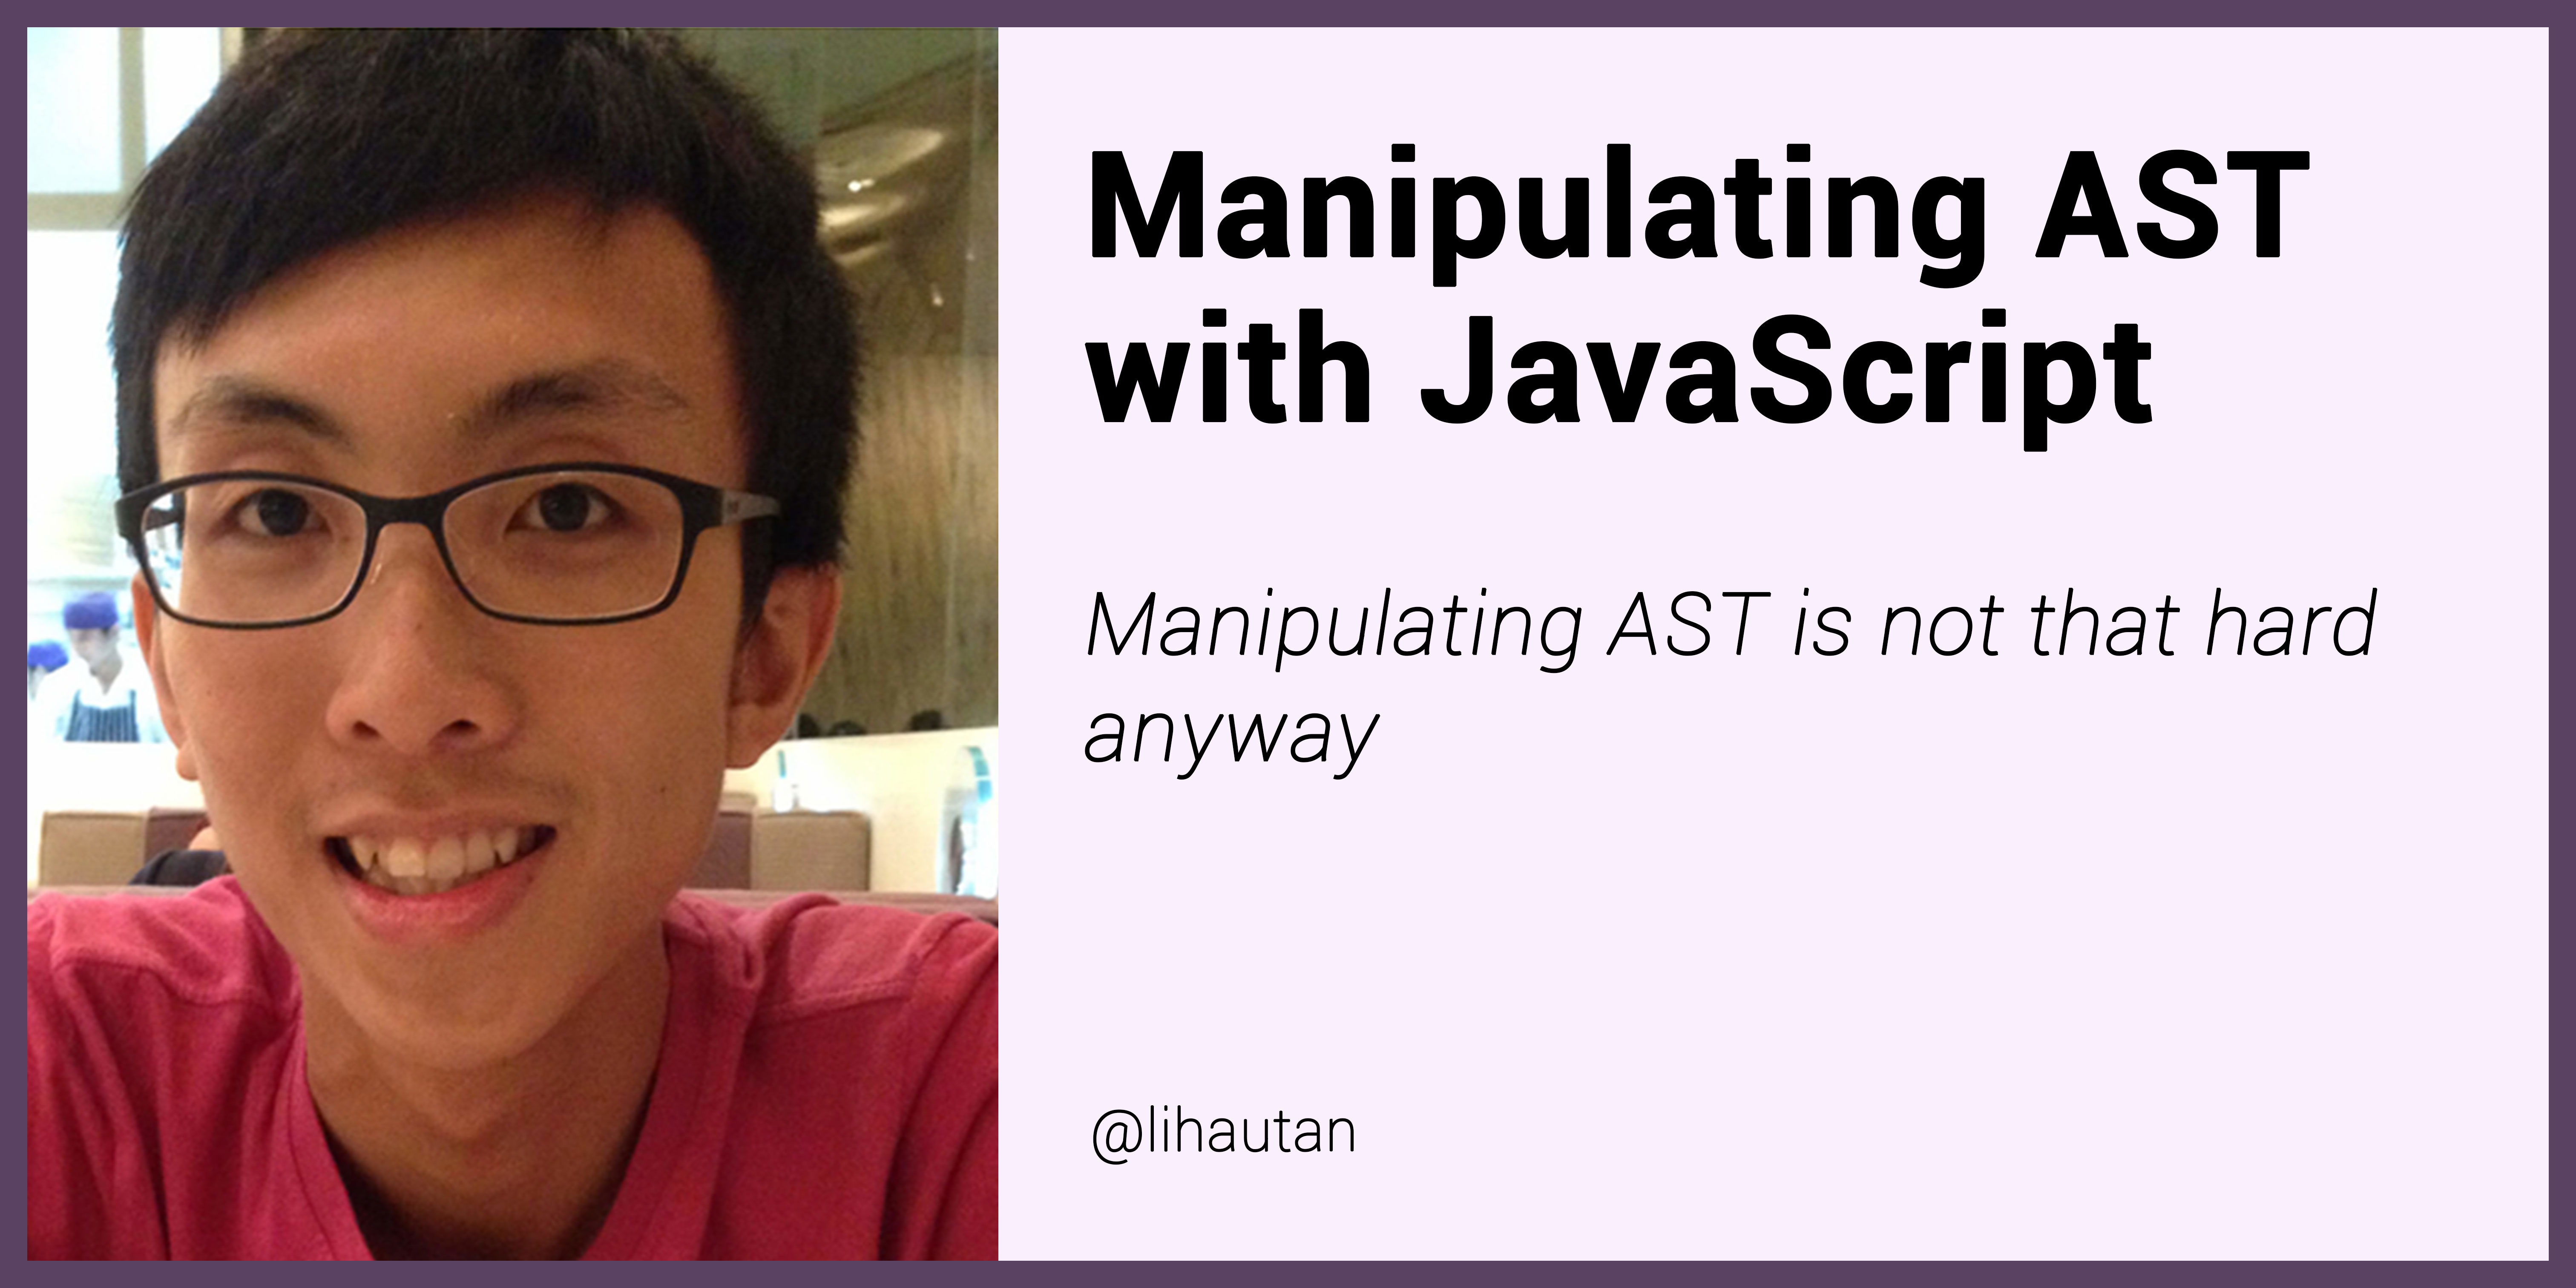 Manipulating AST
with JavaScript
Manipulating AST is not that hard
anyway
@lihautan